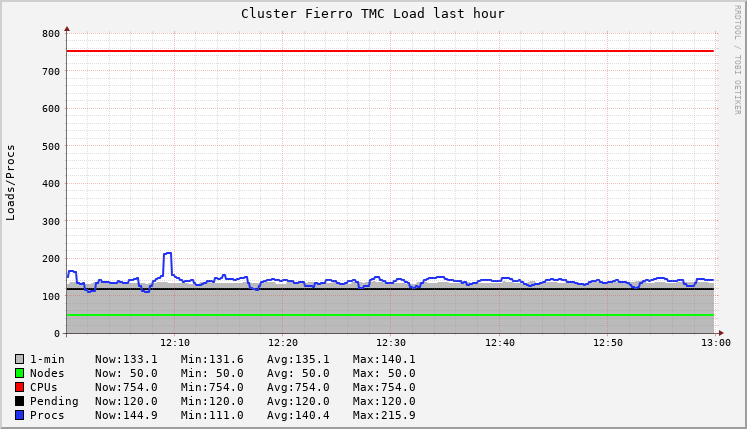 Cluster Fierro TMC Load last hour
RRDTOOL / TOBI OETIKER
Loads/Procs
800
700
600
500
400
300
200
100
0
12:10 12:20 12:30 12:40 12:50 13:00
1-min Now:133.1 Min:131.6 Avg:135.1 Max:140.1
Nodes Now: 50.0 Min: 50.0 Avg: 50.0 Max: 50.0
CPUs Now:754.0 Min:754.0 Avg:754.0 Max:754.0
Pending Now:120.0 Min:120.0 Avg:120.0 Max:120.0
Procs Now:144.9 Min:111.0 Avg:140.4 Max:215.9